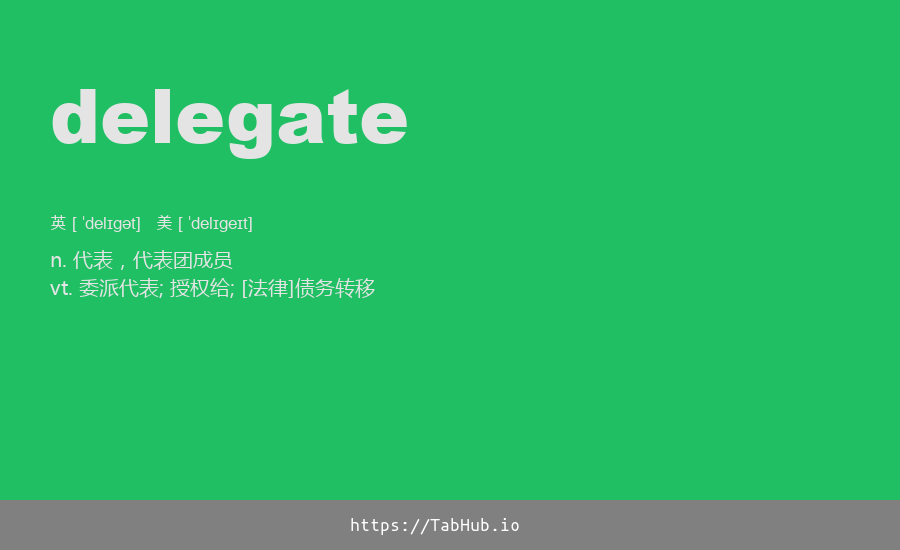 delegate
英 [ ˈdelɪgət]   美 [ ˈdelɪgeɪt]
n. 代表，代表团成员
vt. 委派代表; 授权给; [法律]债务转移
https://TabHub.io